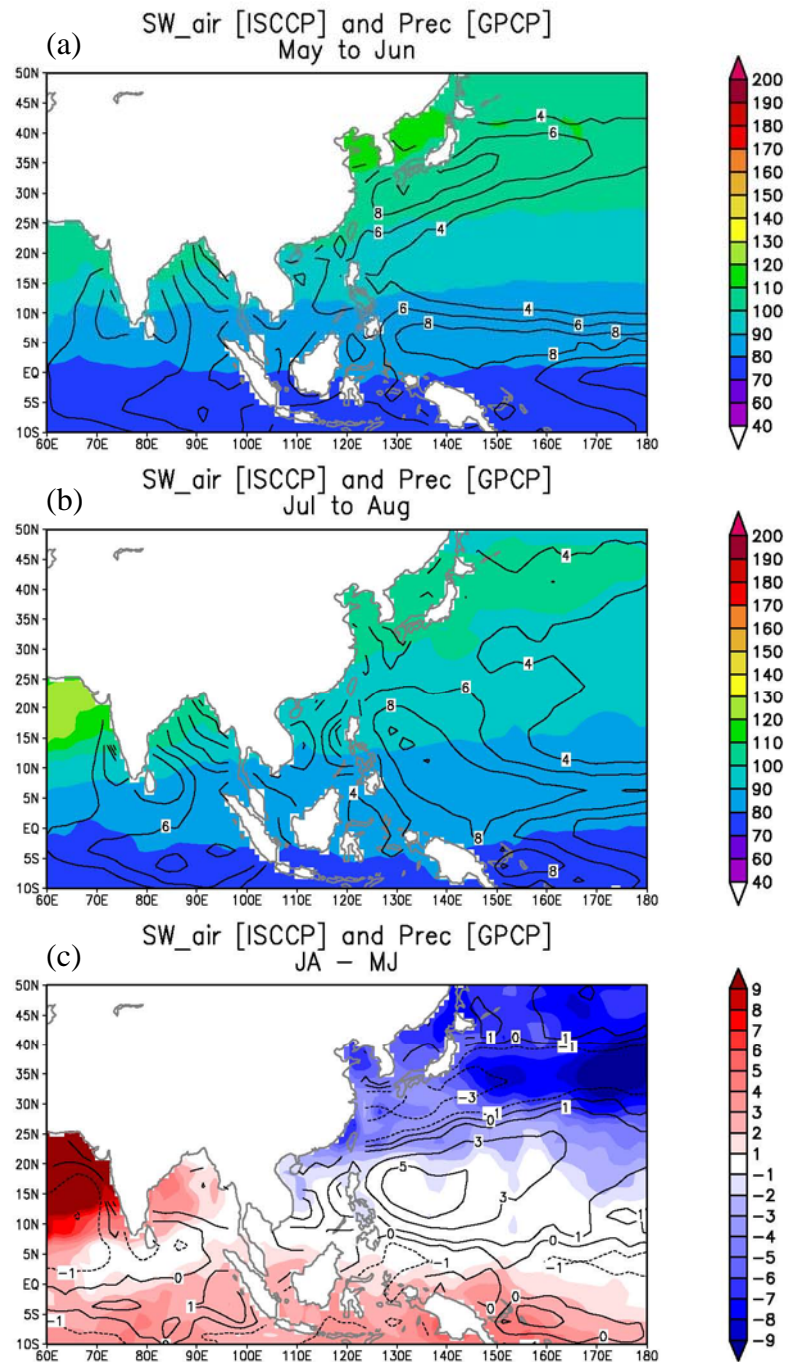 (a)
SW_air [ISCCP] and Prec [GPCP]
May to Jun
50N
45N
40N
35N
30N
25N
20N
15N
10N
5N
EQ
5S
10S
60E 70E 80E 90E 100E 110E 120E 130E 140E 150E 160E 170E 180
4
6
8
6
4
6
4
8
6
8
8
200
190
180
170
160
150
140
130
120
110
100
90
80
70
60
40
(b)
SW_air [ISCCP] and Prec [GPCP]
Jul to Aug
50N
45N
40N
35N
30N
25N
20N
15N
10N
5N
EQ
5S
10S
60E 70E 80E 90E 100E 110E 120E 130E 140E 150E 160E 170E 180
4
4
6
8
4
4
6
8
8
200
190
180
170
160
150
140
130
120
110
100
90
80
70
60
40
(c)
SW_air [ISCCP] and Prec [GPCP]
JA − MJ
50N
45N
40N
35N
30N
25N
20N
15N
10N
5N
EQ
5S
10S
60E 70E 80E 90E 100E 110E 120E 130E 140E 150E 160E 170E 180
1 0 1
−1
−3
−1
0
1
3
5
3
1
0
0
−1
−1
−1
0
1
−1
0
0
0
9
8
7
6
5
4
3
2
1
−1
−2
−3
−4
−5
−6
−7
−8
−9